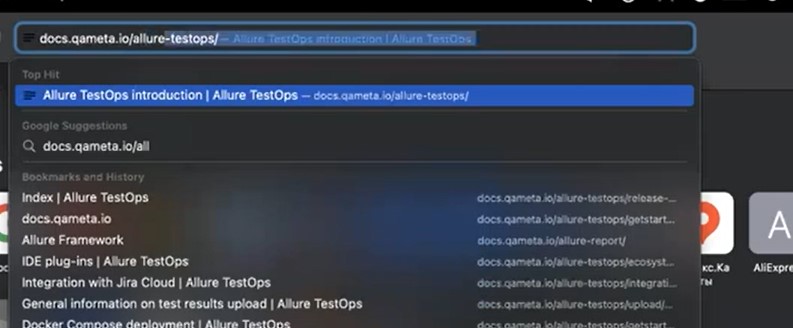 docs.qameta.io/allure-testops/ — Allure TestOps introduction | Allure TestOps
Top Hit
Allure TestOps introduction | Allure TestOps — docs.qameta.io/allure-testops/
Google Suggestions
docs.qameta.io/all
Bookmarks and History
Index | Allure TestOps docs.qameta.io/allure-testops/release-...
docs.qameta.io docs.qameta.io/allure-testops/getstart...
Allure Framework docs.qameta.io/allure-report/
IDE plug-ins | Allure TestOps docs.qameta.io/allure-testops/ecosyst...
Integration with Jira Cloud | Allure TestOps docs.qameta.io/allure-testops/integrati...
General information on test results upload | Allure TestOps docs.qameta.io/allure-testops/upload/...
Docker Compose deployment | Allure TestOps docs.qameta.io/allure-testops/getstart...
кс.Ка
ты
AliExpre
A